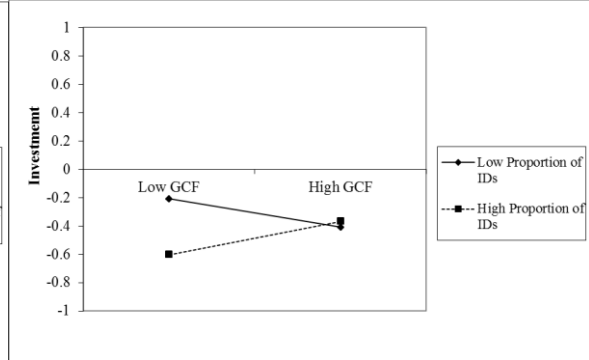 1
0.8
0.6
0.4
0.2
0
-0.2
-0.4
-0.6
-0.8
-1
Investmemt
Low GCF
High GCF
Low Proportion of
IDs
High Proportion of
IDs